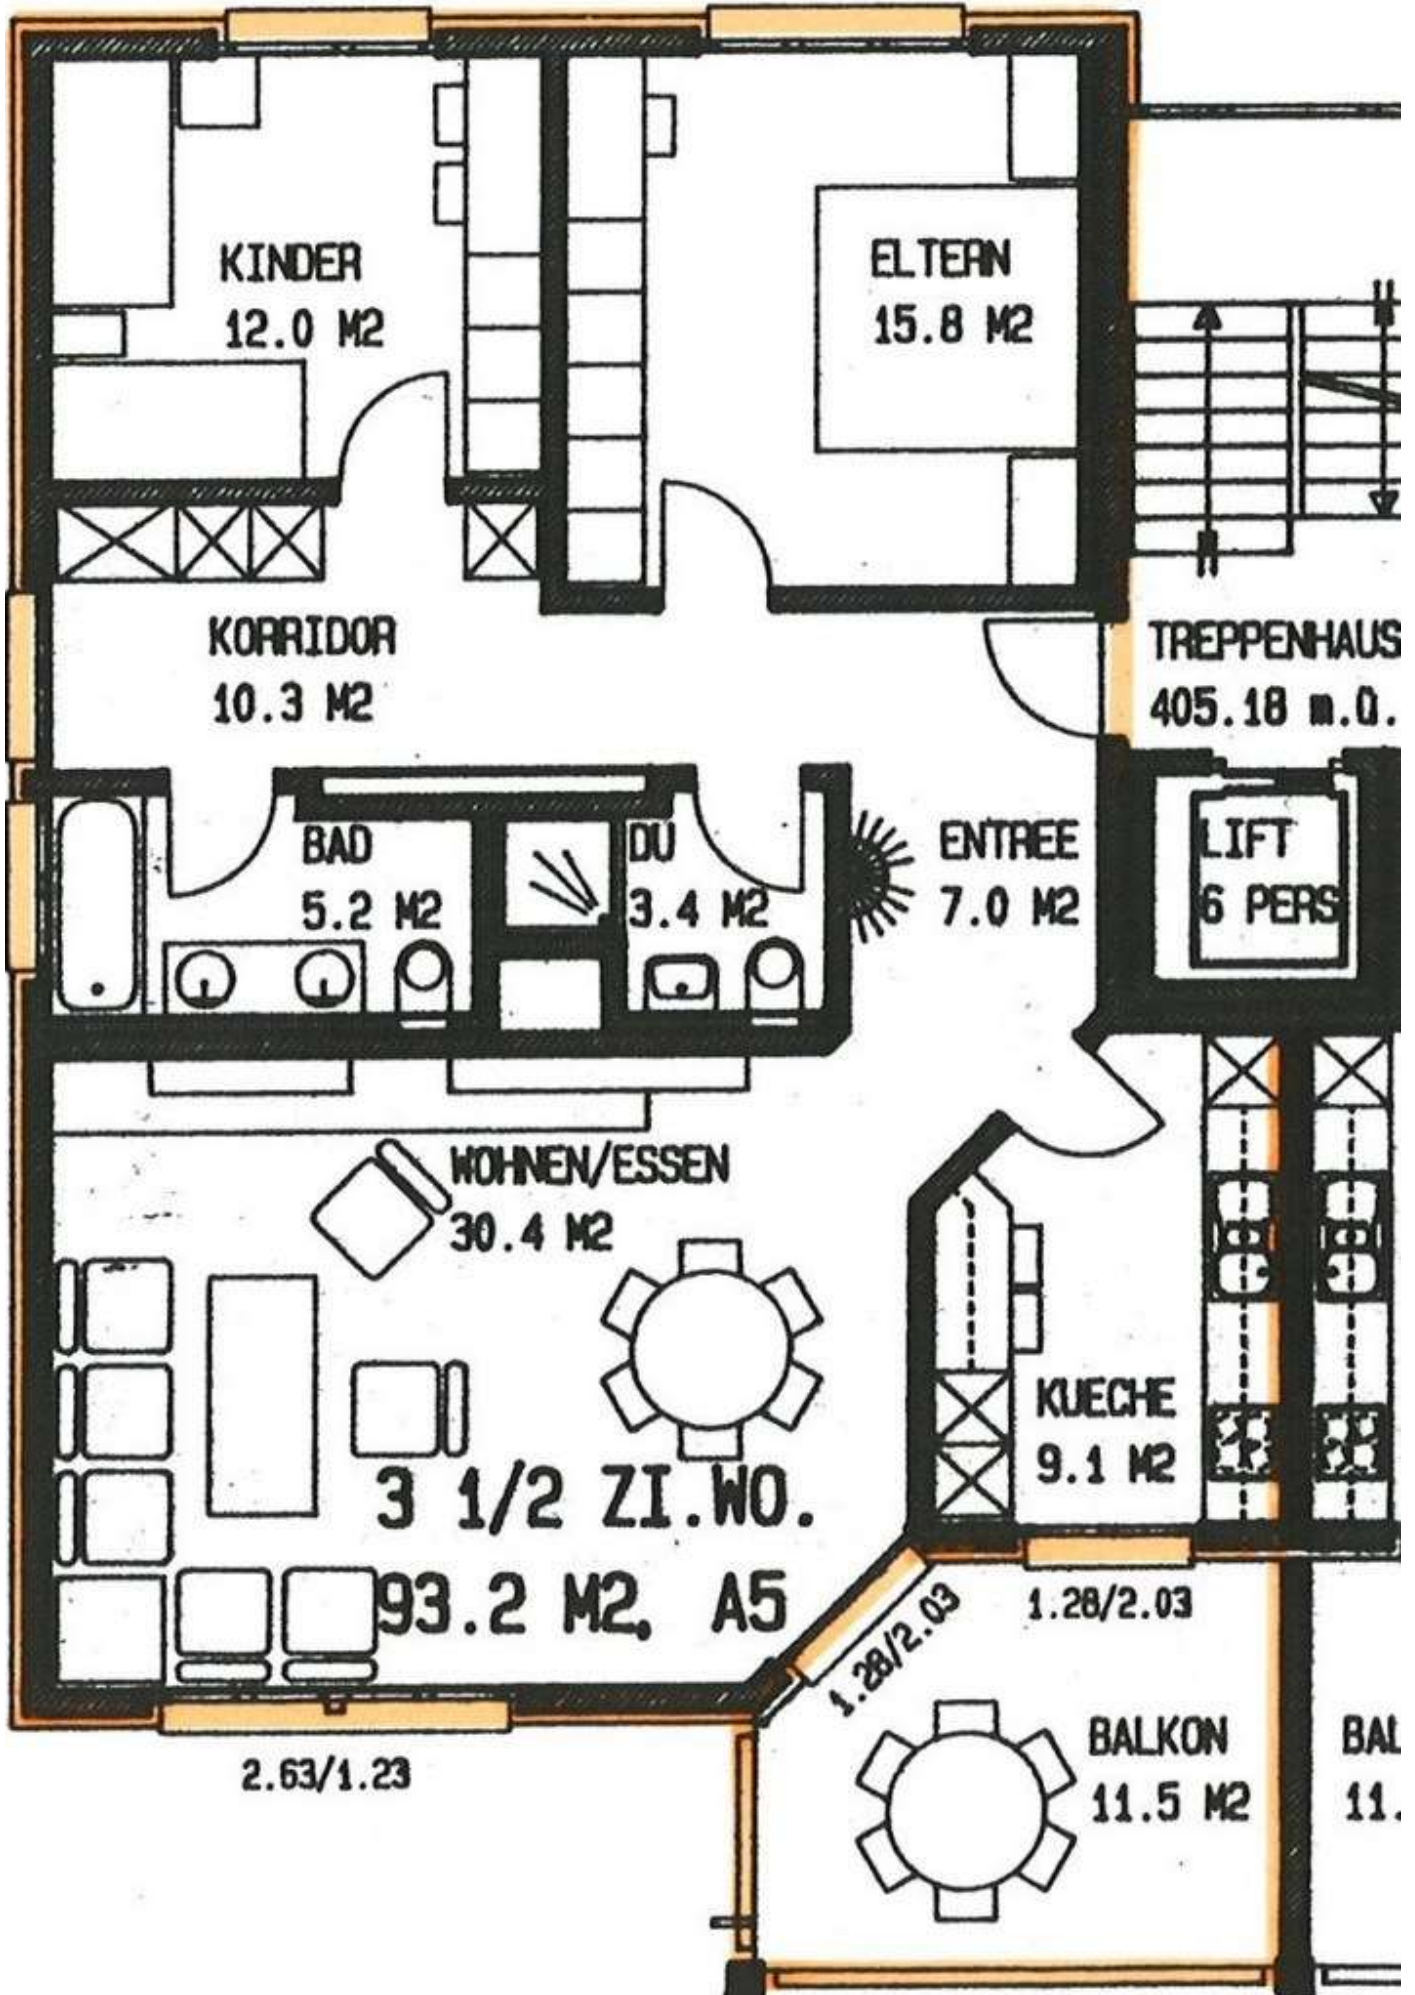 KINDER
12.0 M2
ELTERN
15.8 M2
KORRIDOR
10.3 M2
TREPPENHAUS
405.18 m.ü.
BAD
5.2 M2
DU
3.4 M2
ENTREE
7.0 M2
LIFT
6 PERS
WOHNEN/ESSEN
30.4 M2
KUECHE
9.1 M2
3 1/2 ZI.WO.
93.2 M2. A5
1.28/2.03
1.28/2.03
2.63/1.23
BALKON
11.5 M2
BAL
11.